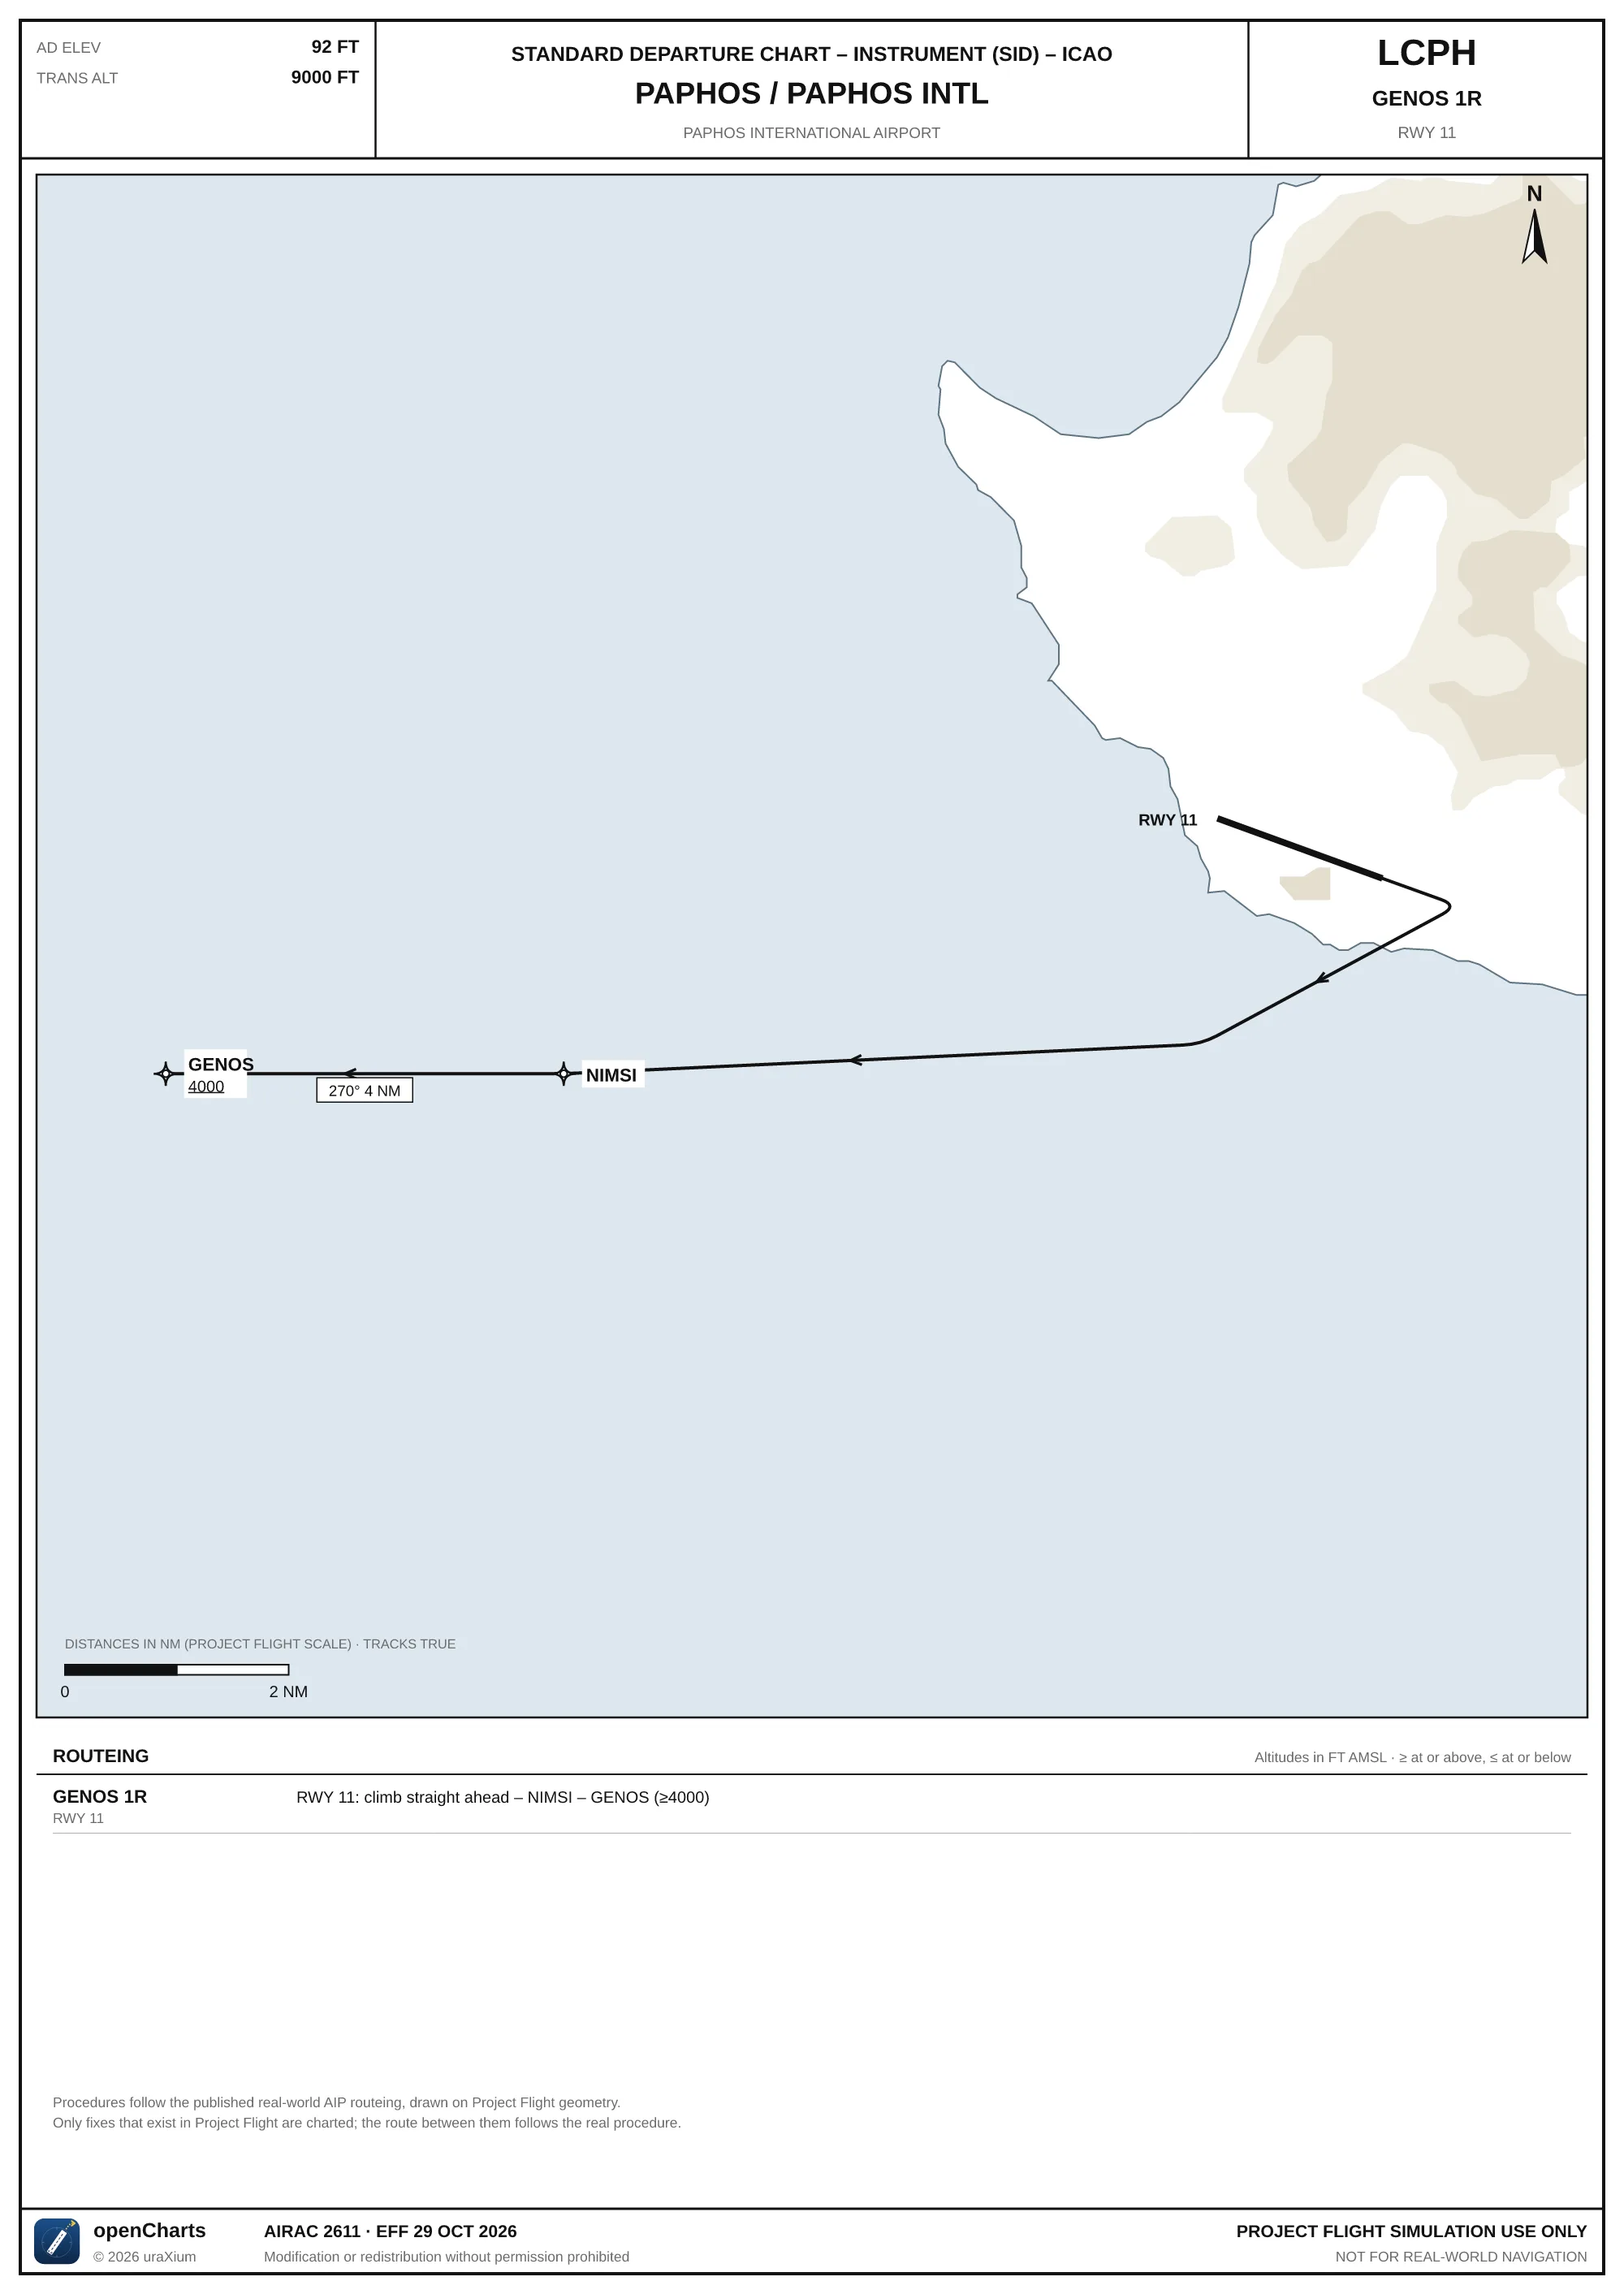 AD ELEV 92 FT
TRANS ALT 9000 FT
STANDARD DEPARTURE CHART – INSTRUMENT (SID) – ICAO
PAPHOS / PAPHOS INTL
PAPHOS INTERNATIONAL AIRPORT
LCPH
GENOS 1R
RWY 11
N
RWY 11
GENOS
4000
270° 4 NM
NIMSI
DISTANCES IN NM (PROJECT FLIGHT SCALE) · TRACKS TRUE
0 2 NM
ROUTEING
Altitudes in FT AMSL · ≥ at or above, ≤ at or below
GENOS 1R
RWY 11: climb straight ahead – NIMSI – GENOS (≥4000)
RWY 11
Procedures follow the published real-world AIP routeing, drawn on Project Flight geometry.
Only fixes that exist in Project Flight are charted; the route between them follows the real procedure.
openCharts
© 2026 uraXium
AIRAC 2611 · EFF 29 OCT 2026
Modification or redistribution without permission prohibited
PROJECT FLIGHT SIMULATION USE ONLY
NOT FOR REAL-WORLD NAVIGATION